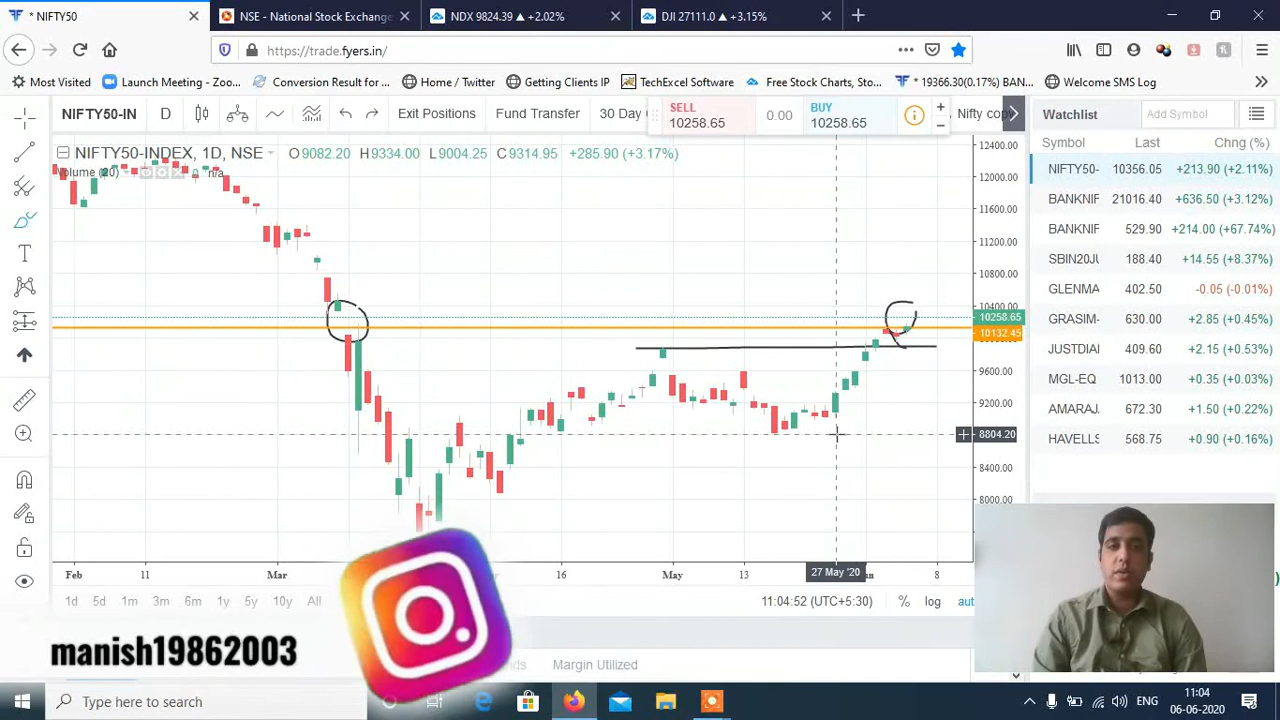 * NIFTY50
NSE - National Stock Exchange
NDX 9824.39 ▲ +2.02%
DJI 27111.0 ▲ +3.15%
https://trade.fyers.in/
Most Visited
Launch Meeting - Zoo...
Conversion Result for ...
Home / Twitter
Getting Clients IP
TechExcel Software
Free Stock Charts, Sto...
* 19366.30(0.17%) BAN...
Welcome SMS Log
NIFTY50-IN D Exit Positions Fund Transfer 30 Day
SELL
10258.65
0.00
BUY
10258.65
Nifty cop
Watchlist Add Symbol
NIFTY50-INDEX, 1D, NSE O9082.20 H9334.00 L9004.25 C9314.95 +285.90 (+3.17%)
Volume (20) 0 n/a
Symbol Last Chng (%)
NIFTY50- 10356.05 +213.90 (+2.11%)
BANKNIF 21016.40 +636.50 (+3.12%)
BANKNIF 529.90 +214.00 (+67.74%)
SBIN20JU 188.40 +14.55 (+8.37%)
GLENMA 402.50 -0.05 (-0.01%)
GRASIM- 630.00 +2.85 (+0.45%)
JUSTDIAI 409.60 +2.15 (+0.53%)
MGL-EQ 1013.00 +0.35 (+0.03%)
AMARAJ 672.30 +1.50 (+0.22%)
HAVELLS 568.75 +0.90 (+0.16%)
12400.00
12000.00
11600.00
11200.00
10800.00
10400.00
10258.65
10132.45
9600.00
9200.00
8804.20
8400.00
8000.00
Feb 11 Mar 16 May 13 27 May '20 8
1d 5d 1m 3m 6m 1y 5y 10y All
11:04:52 (UTC+5:30) % log aut
manish19862003
Margin Utilized
Type here to search
ENG
11:04
06-06-2020